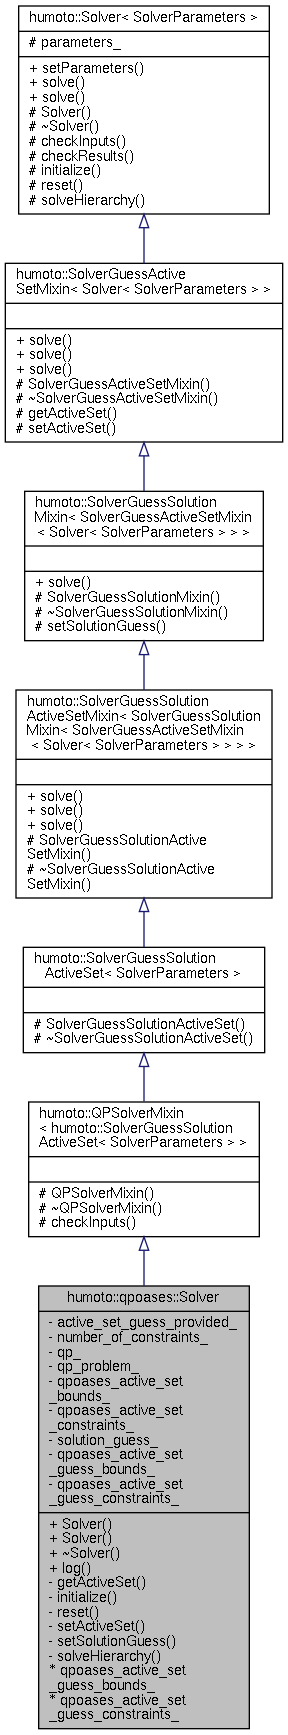 humoto::Solver< SolverParameters >
# parameters_
+ setParameters()
+ solve()
+ solve()
# Solver()
# ~Solver()
# checkInputs()
# checkResults()
# initialize()
# reset()
# solveHierarchy()
humoto::SolverGuessActive
SetMixin< Solver< SolverParameters > >
+ solve()
+ solve()
+ solve()
# SolverGuessActiveSetMixin()
# ~SolverGuessActiveSetMixin()
# getActiveSet()
# setActiveSet()
humoto::SolverGuessSolution
Mixin< SolverGuessActiveSetMixin
< Solver< SolverParameters > > >
+ solve()
# SolverGuessSolutionMixin()
# ~SolverGuessSolutionMixin()
# setSolutionGuess()
humoto::SolverGuessSolution
ActiveSetMixin< SolverGuessSolution
Mixin< SolverGuessActiveSetMixin
< Solver< SolverParameters > > > >
+ solve()
+ solve()
+ solve()
# SolverGuessSolutionActive
SetMixin()
# ~SolverGuessSolutionActive
SetMixin()
humoto::SolverGuessSolution
ActiveSet< SolverParameters >
# SolverGuessSolutionActiveSet()
# ~SolverGuessSolutionActiveSet()
humoto::QPSolverMixin
< humoto::SolverGuessSolution
ActiveSet< SolverParameters > >
# QPSolverMixin()
# ~QPSolverMixin()
# checkInputs()
humoto::qpoases::Solver
- active_set_guess_provided_
- number_of_constraints_
- qp_
- qp_problem_
- qpoases_active_set
_bounds_
- qpoases_active_set
_constraints_
- solution_guess_
- qpoases_active_set
_guess_bounds_
- qpoases_active_set
_guess_constraints_
+ Solver()
+ Solver()
+ ~Solver()
+ log()
- getActiveSet()
- initialize()
- reset()
- setActiveSet()
- setSolutionGuess()
- solveHierarchy()
* qpoases_active_set
_guess_bounds_
* qpoases_active_set
_guess_constraints_